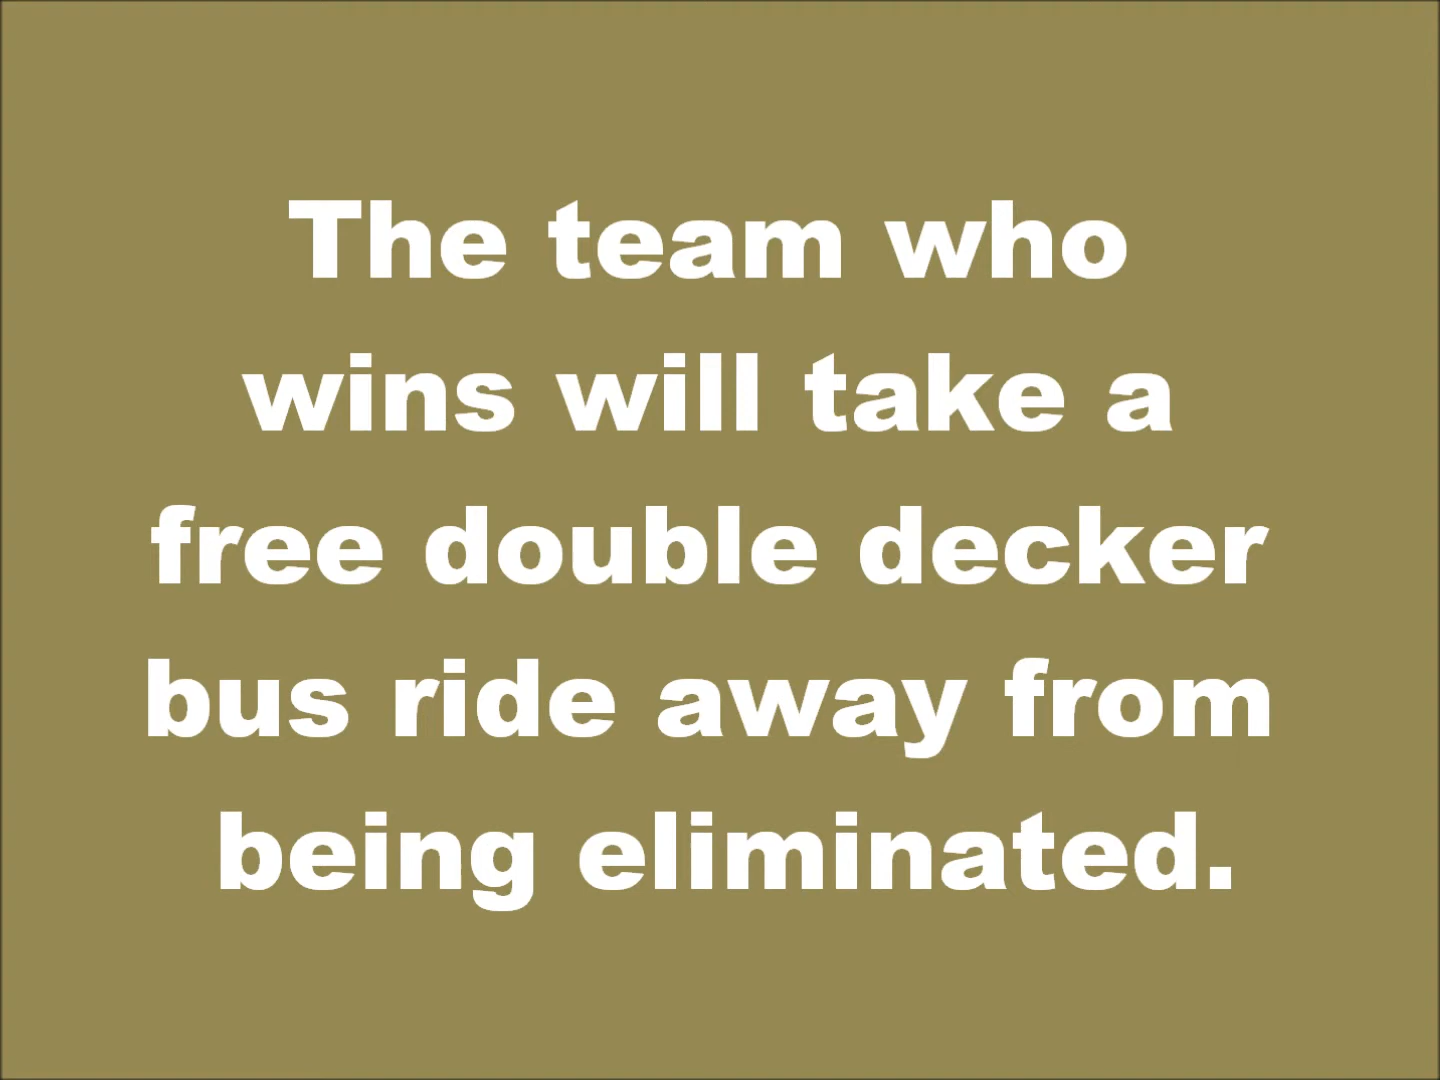 The team who
wins will take a
free double decker
bus ride away from
being eliminated.